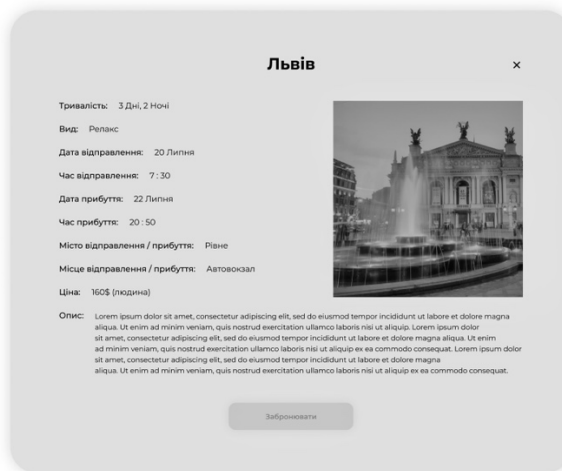 Львів
×
Тривалість: 3 Дні, 2 Ночі
Вид: Релакс
Дата відправлення: 20 Липня
Час відправлення: 7 : 30
Дата прибуття: 22 Липня
Час прибуття: 20 : 50
Місто відправлення / прибуття: Рівне
Місце відправлення / прибуття: Автовокзал
Ціна: 160$ (людина)
Опис: Lorem ipsum dolor sit amet, consectetur adipiscing elit, sed do eiusmod tempor incididunt ut labore et dolore magna
aliqua. Ut enim ad minim veniam, quis nostrud exercitation ullamco laboris nisi ut aliquip. Lorem ipsum dolor
sit amet, consectetur adipiscing elit, sed do eiusmod tempor incididunt ut labore et dolore magna aliqua. Ut enim
ad minim veniam, quis nostrud exercitation ullamco laboris nisi ut aliquip ex ea commodo consequat. Lorem ipsum dolor
sit amet, consectetur adipiscing elit, sed do eiusmod tempor incididunt ut labore et dolore magna
aliqua. Ut enim ad minim veniam, quis nostrud exercitation ullamco laboris nisi ut aliquip ex ea commodo consequat.
Забронювати